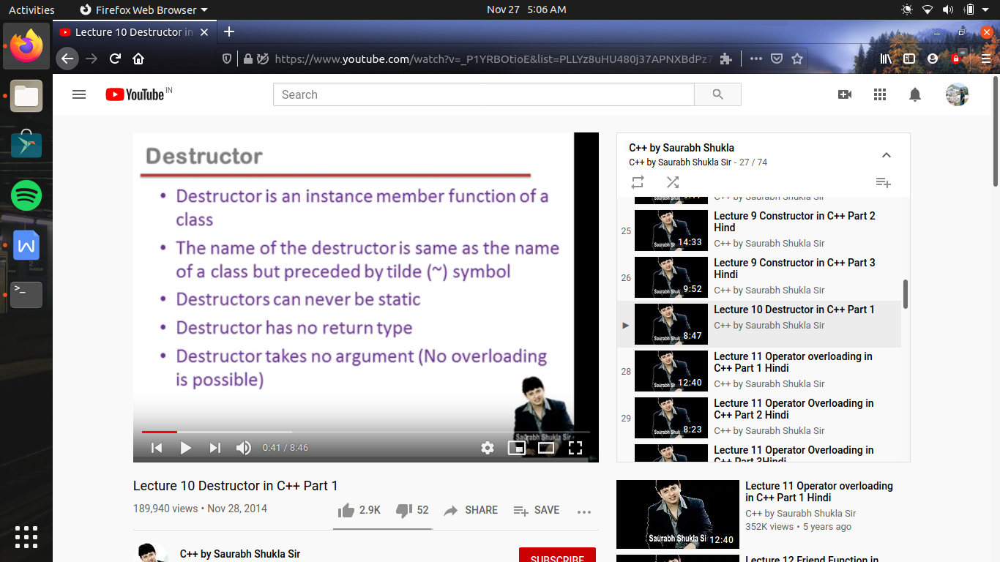 Activities
Firefox Web Browser
Nov 27 5:06 AM
Lecture 10 Destructor in
https://www.youtube.com/watch?v=_P1YRBOtioE&list=PLLYz8uHU480j37APNXBdPz7
YouTube IN
Search
Destructor
• Destructor is an instance member function of a
class
• The name of the destructor is same as the name
of a class but preceded by tilde (~) symbol
• Destructors can never be static
• Destructor has no return type
• Destructor takes no argument (No overloading
is possible)
Saurabh Shukla Sir
0:41 / 8:46
Lecture 10 Destructor in C++ Part 1
189,940 views • Nov 28, 2014
2.9K
52
SHARE
SAVE
C++ by Saurabh Shukla Sir
SUBSCRIBE
C++ by Saurabh Shukla
C++ by Saurabh Shukla Sir - 27 / 74
C++ by Saurabh Shukla Sir
25
14:33
Lecture 9 Constructor in C++ Part 2
Hind
C++ by Saurabh Shukla Sir
26
9:52
Lecture 9 Constructor in C++ Part 3
Hindi
C++ by Saurabh Shukla Sir
8:47
Lecture 10 Destructor in C++ Part 1
C++ by Saurabh Shukla Sir
28
12:40
Lecture 11 Operator overloading in
C++ Part 1 Hindi
C++ by Saurabh Shukla Sir
29
8:23
Lecture 11 Operator Overloading in
C++ Part 2 Hindi
C++ by Saurabh Shukla Sir
Lecture 11 Operator Overloading in
C++ Part 3Hindi
Saurabh Shukla Si
12:40
Lecture 11 Operator overloading
in C++ Part 1 Hindi
C++ by Saurabh Shukla Sir
352K views • 5 years ago
Lecture 12 Friend Function in